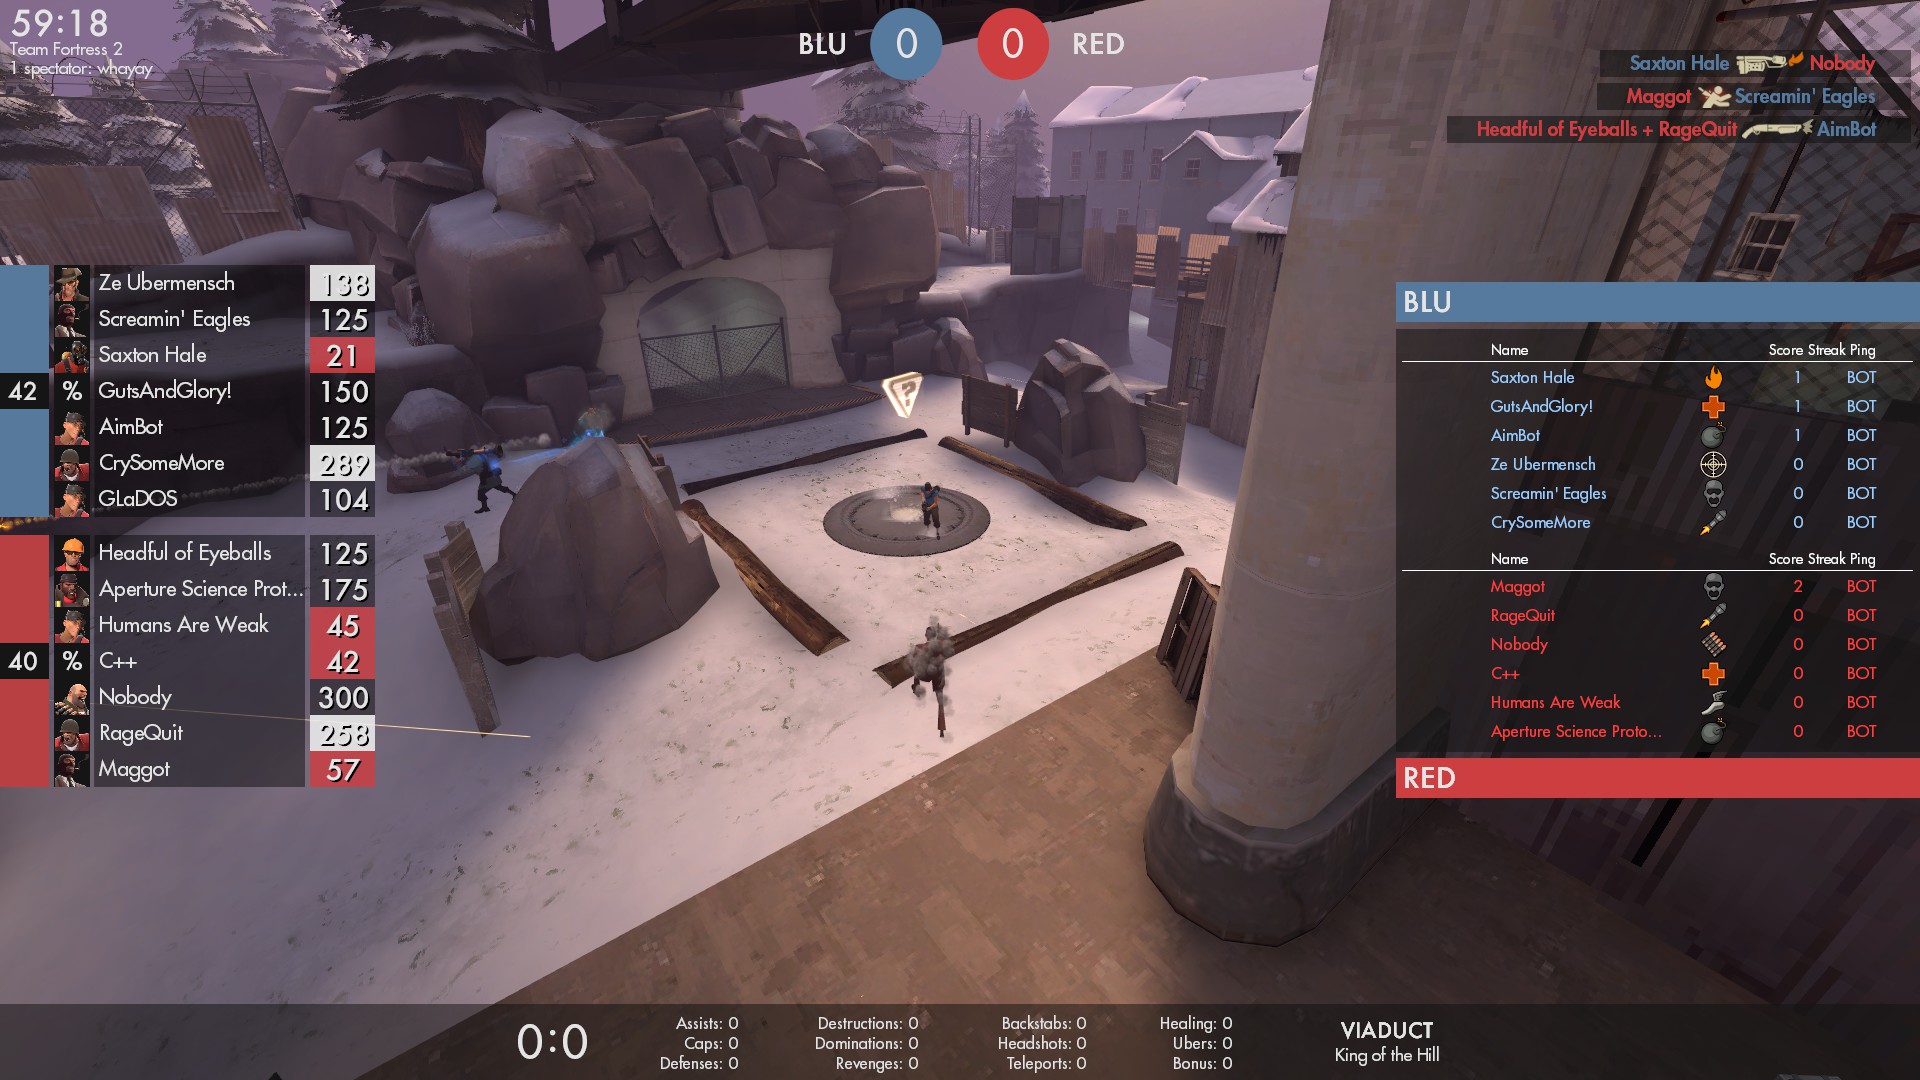 59:18
Team Fortress 2
1 spectator: whayay
BLU 0 0 RED
Saxton Hale Nobody
Maggot Screamin' Eagles
Headful of Eyeballs + RageQuit AimBot
Ze Ubermensch 138
Screamin' Eagles 125
Saxton Hale 21
42 % GutsAndGlory! 150
AimBot 125
CrySomeMore 289
GLaDOS 104
Headful of Eyeballs 125
Aperture Science Prot... 175
Humans Are Weak 45
40 % C++ 42
Nobody 300
RageQuit 258
Maggot 57
?
BLU
Name Score Streak Ping
Saxton Hale 1 BOT
GutsAndGlory! 1 BOT
AimBot 1 BOT
Ze Ubermensch 0 BOT
Screamin' Eagles 0 BOT
CrySomeMore 0 BOT
Name Score Streak Ping
Maggot 2 BOT
RageQuit 0 BOT
Nobody 0 BOT
C++ 0 BOT
Humans Are Weak 0 BOT
Aperture Science Proto... 0 BOT
RED
0:0
Assists: 0
Caps: 0
Defenses: 0
Destructions: 0
Dominations: 0
Revenges: 0
Backstabs: 0
Headshots: 0
Teleports: 0
Healing: 0
Ubers: 0
Bonus: 0
VIADUCT
King of the Hill